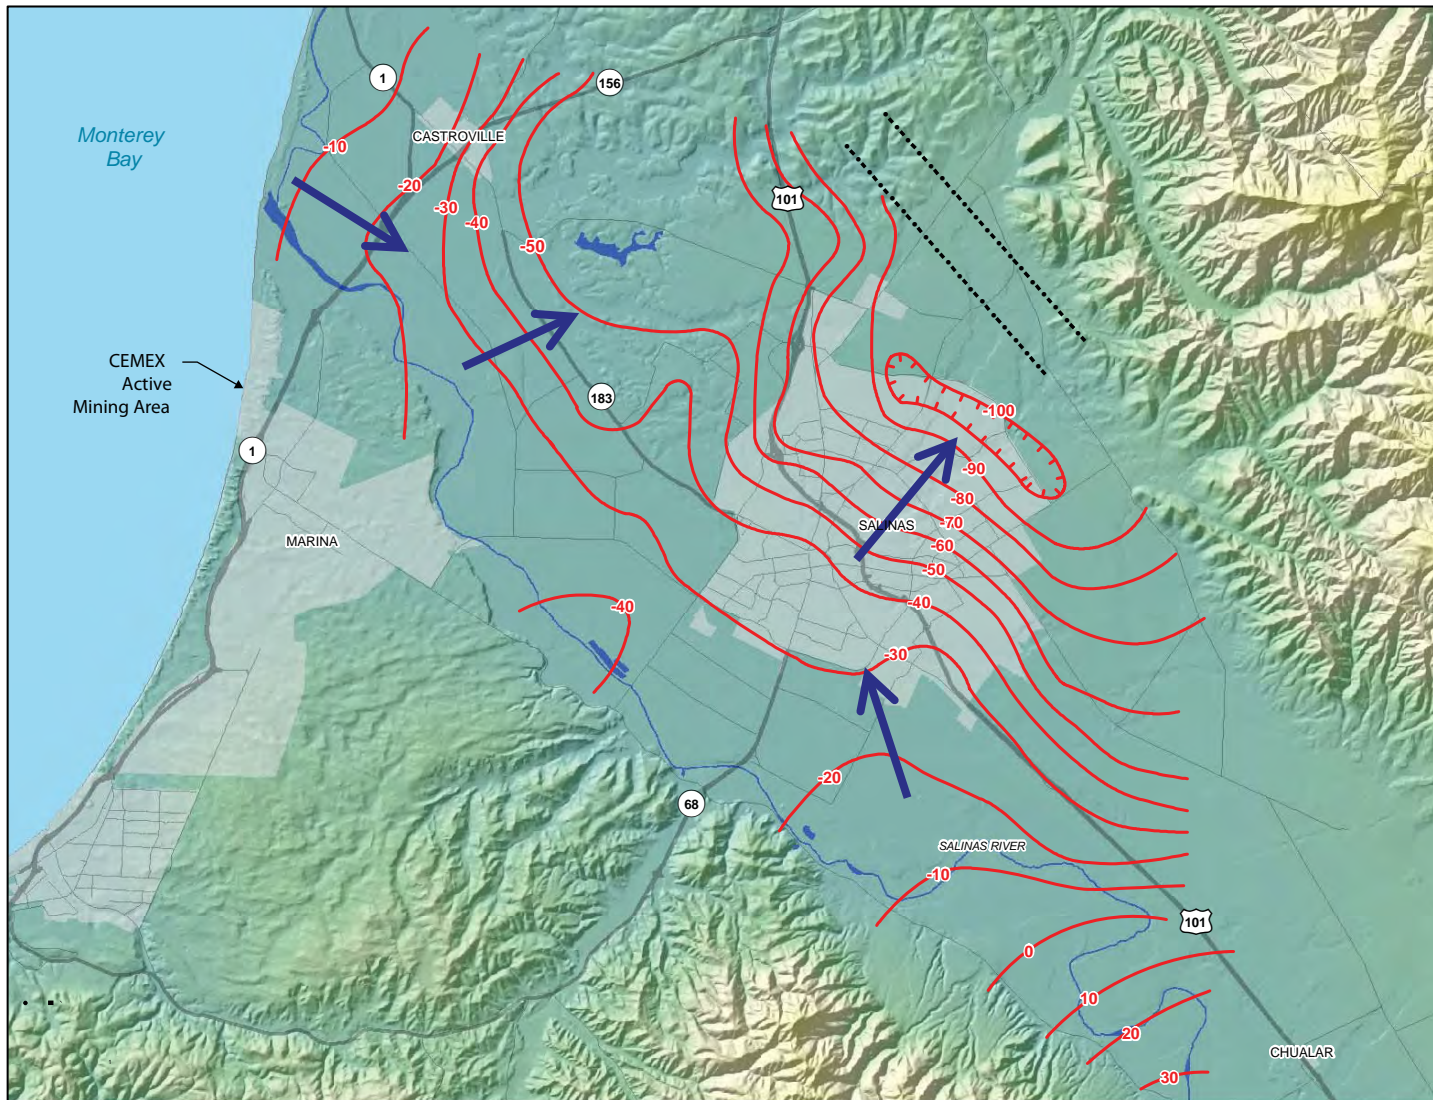 1
156
Monterey
Bay
CASTROVILLE
-10
-20
101
-30
-40
-50
CEMEX
Active
Mining Area
183
-100
1
-90
-80
SALINAS
-70
MARINA
-60
-50
-40
-40
-30
-20
68
SALINAS RIVER
-10
101
0
10
20
CHUALAR
30